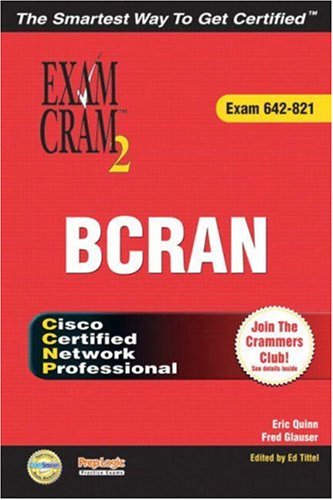 The Smartest Way To Get Certified™
EXAM
CRAM™
2
Exam 642-821
BCRAN
Cisco
Certified
Network
Professional
Join The
Crammers
Club!
See details inside
Eric Quinn
Fred Glauser
Edited by Ed Tittel
PrepLogic
Practice Exams